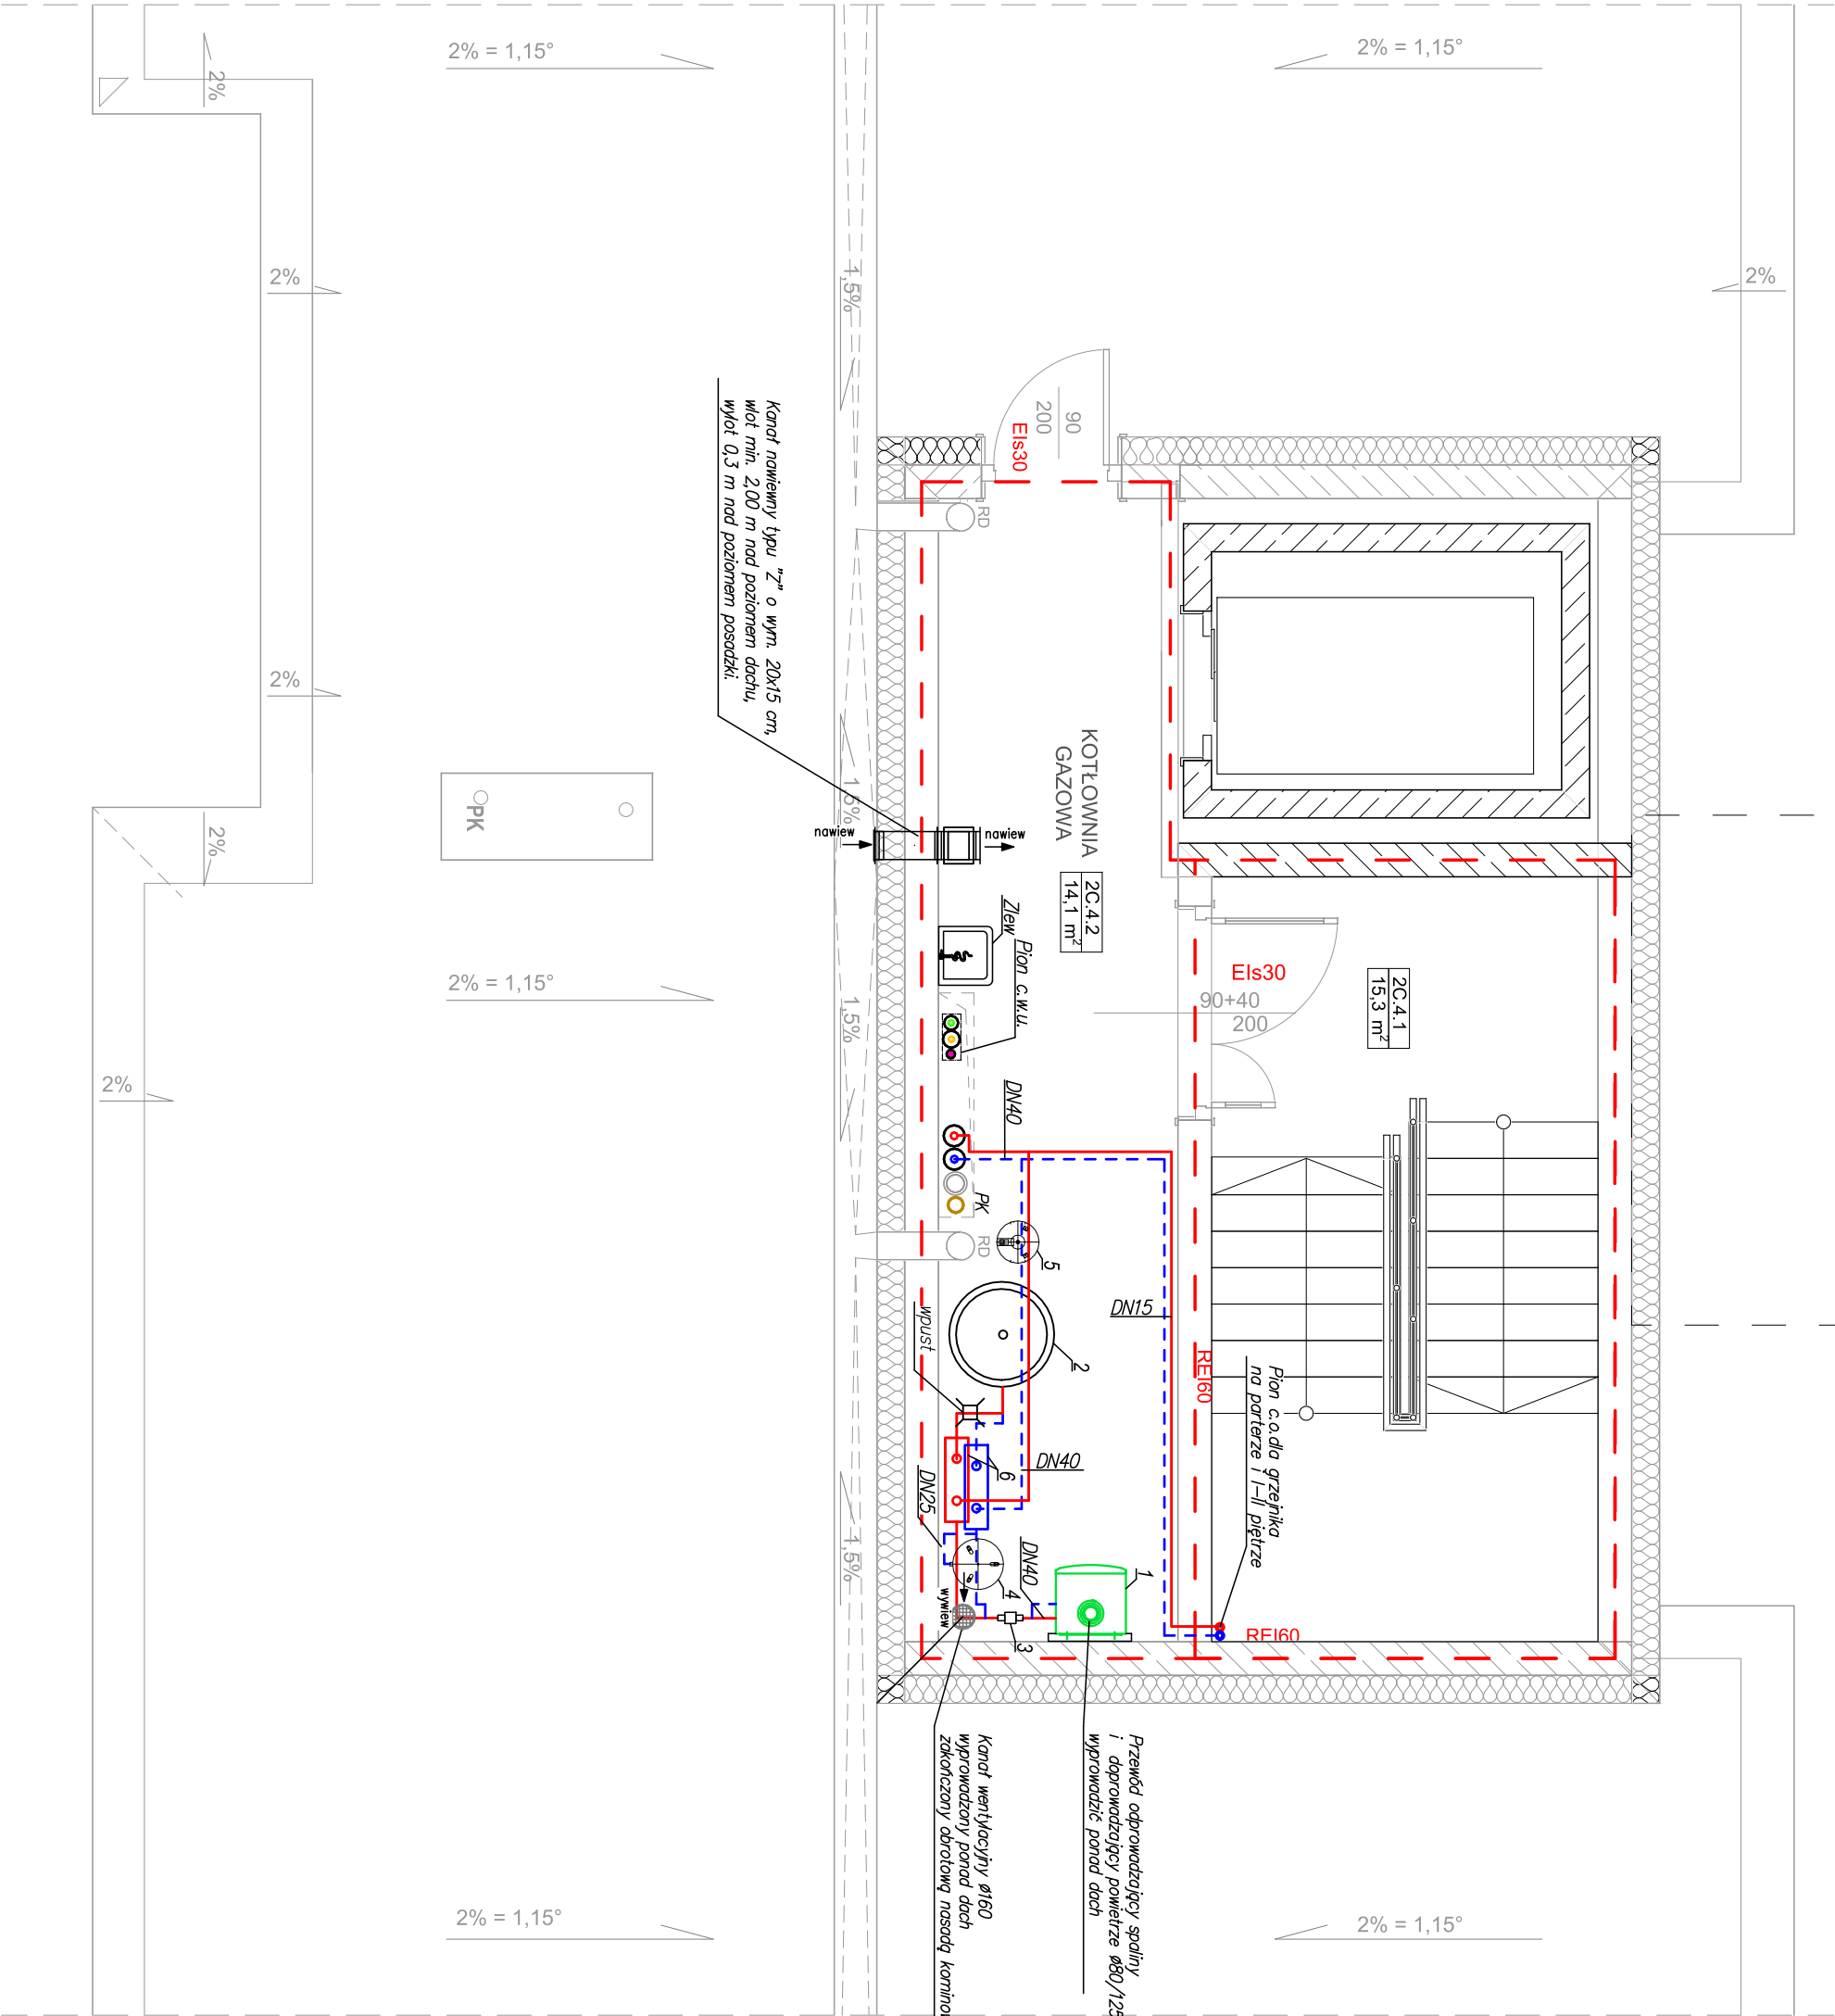 2% = 1,15°
2% = 1,15°
2%
2%
2%
1,5%
90
200
EIs30
RD
Kanał nawiewny typu "Z" o wym. 20x15 cm,
wlot min. 2,00 m nad poziomem dachu,
wylot 0,3 m nad poziomem posadzki.
2%
KOTŁOWNIA
GAZOWA
PK
2%
1,5%
nawiew
nawiew
2C.4.2
14,1 m²
Zlew
Pion c.w.u.
EIs30
90+40
200
2C.4.1
15,3 m²
2% = 1,15°
1,5%
2%
DN40
PK
RD
5
DN15
wpust
2
REI60
Pion c.o.dla grzejnika
na parterze i I-II piętrze
DN40
6
DN25
1,5%
DN40
1
4
wywiew
3
REI60
Przewód odprowadzający spaliny
i doprowadzający powietrze ø80/125
wyprowadzić ponad dach
Kanał wentylacyjny ø160
wyprowadzony ponad dach
zakończony obrotową nasadą
2% = 1,15°
2% = 1,15°